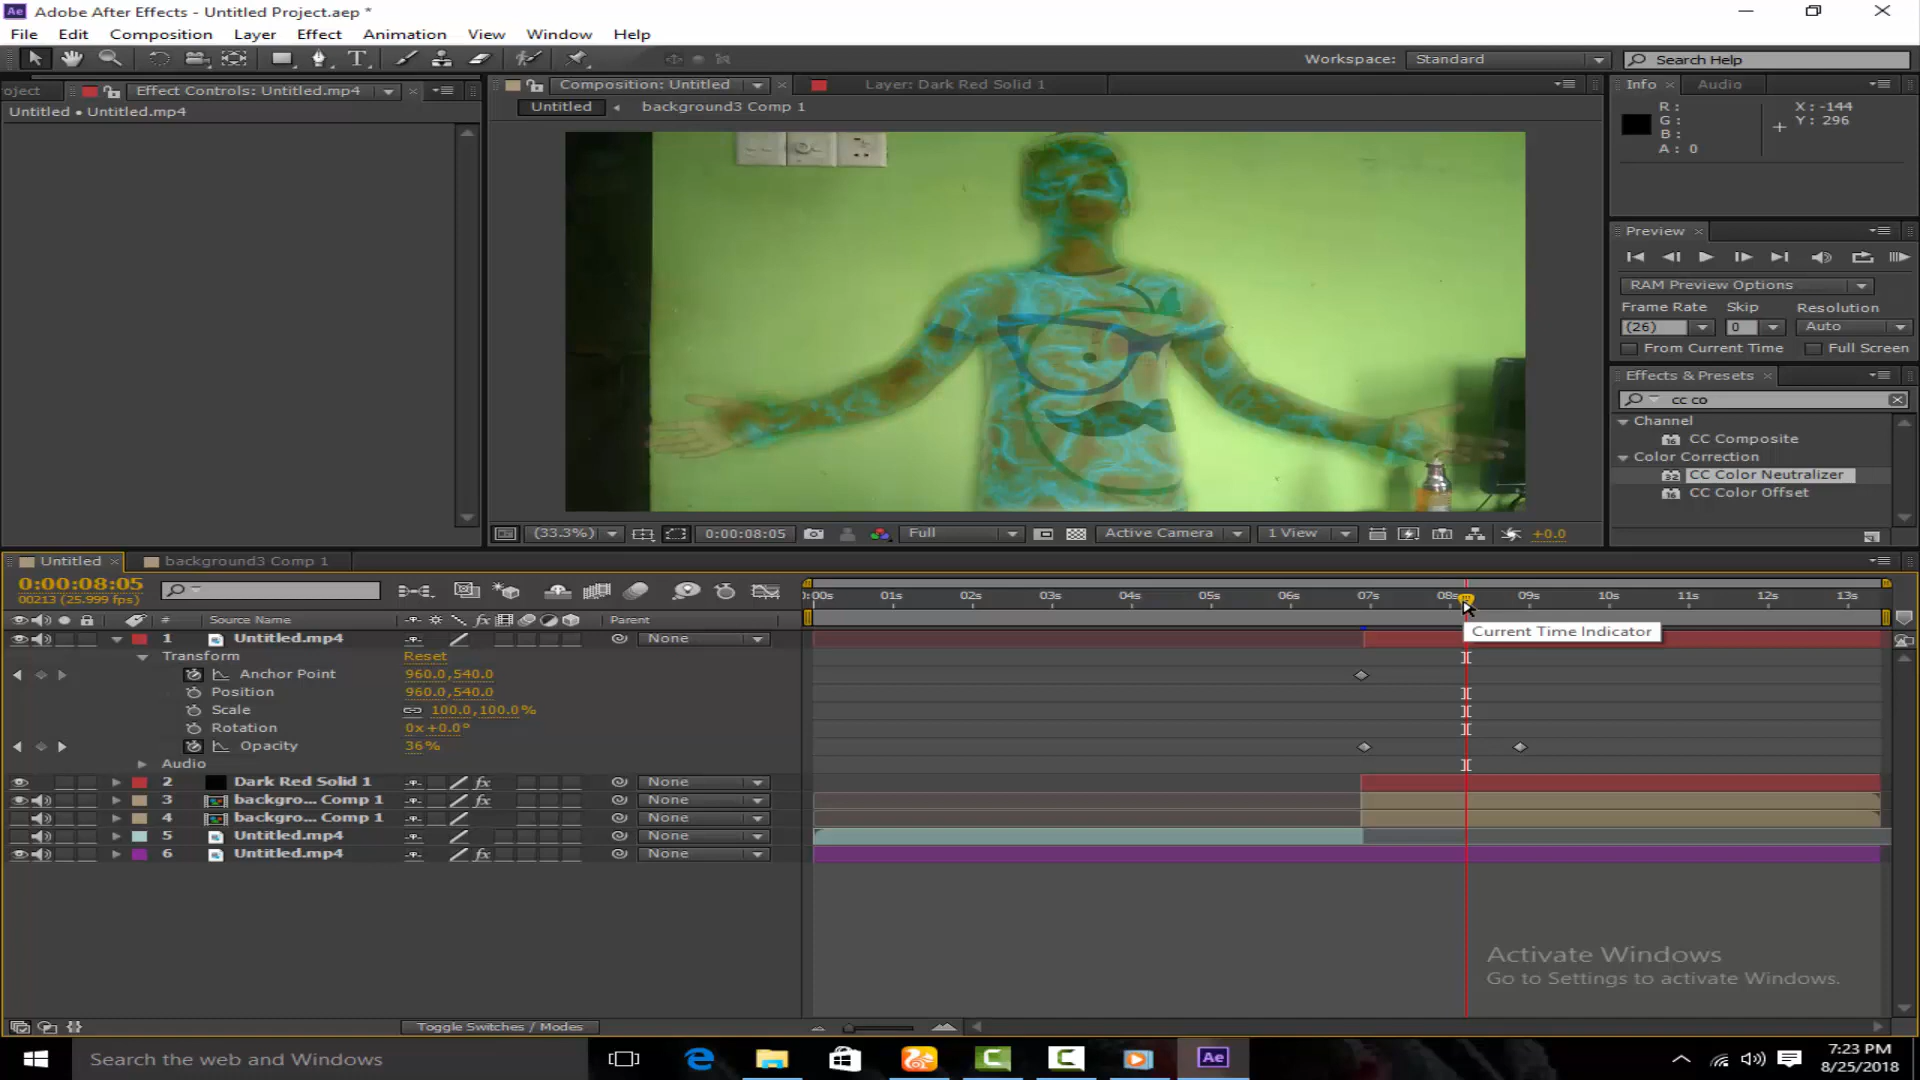 Adobe After Effects - Untitled Project.aep *
File Edit Composition Layer Effect Animation View Window Help
Workspace: Standard Search Help
oject Effect Controls: Untitled.mp4
Untitled • Untitled.mp4
Composition: Untitled Layer: Dark Red Solid 1
Untitled background3 Comp 1
Info Audio
R :
G :
B :
A : 0
X : -144
Y : 296
Preview
RAM Preview Options
Frame Rate Skip Resolution
(26) 0 Auto
From Current Time Full Screen
Effects & Presets
cc co
Channel
CC Composite
Color Correction
CC Color Neutralizer
CC Color Offset
(33.3%) 0:00:08:05 Full Active Camera 1 View +0.0
Untitled background3 Comp 1
0:00:08:05
00213 (25.999 fps)
):00s 01s 02s 03s 04s 05s 06s 07s 08s 09s 10s 11s 12s 13s
# Source Name Parent
Current Time Indicator
1 Untitled.mp4 None
Transform Reset
Anchor Point 960.0,540.0
Position 960.0,540.0
Scale 100.0,100.0%
Rotation 0x+0.0°
Opacity 36%
Audio
2 Dark Red Solid 1 fx None
3 backgro... Comp 1 fx None
4 backgro... Comp 1 None
5 Untitled.mp4 None
6 Untitled.mp4 fx None
Activate Windows
Go to Settings to activate Windows.
Toggle Switches / Modes
Search the web and Windows
Ae
7:23 PM
8/25/2018